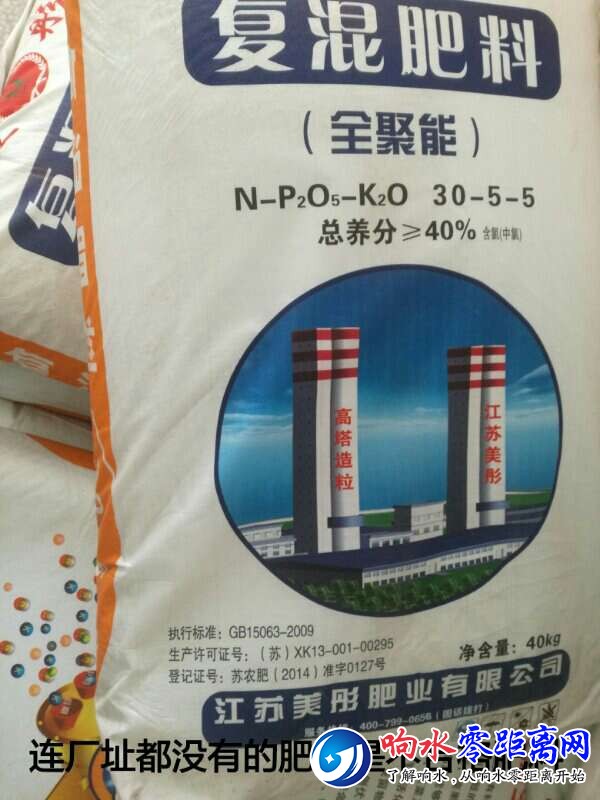 复混肥料
（全聚能）
N-P₂O₅-K₂O 30-5-5
总养分≥40% 含氯(中氯)
高塔造粒
江苏美彤
执行标准：GB15063-2009
生产许可证号：（苏）XK13-001-00295
登记证号：苏农肥（2014）准字0127号
净含量：40kg
江苏美彤肥业有限公司
400-799-0656
连厂址都没有的肥
响水零距离网
了解响水，从响水零距离开始